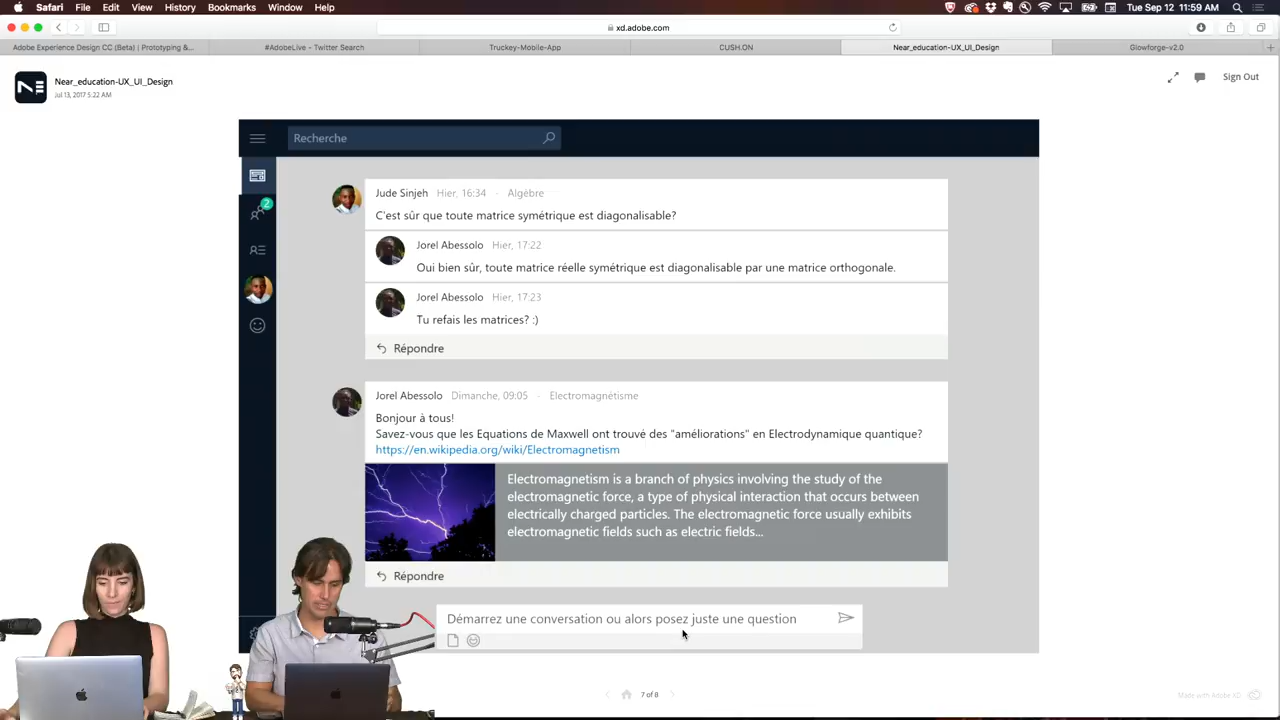 Safari File Edit View History Bookmarks Window Help
Tue Sep 12 11:59 AM
xd.adobe.com
Adobe Experience Design CC (Beta) | Prototyping &...
#AdobeLive - Twitter Search
Truckey-Mobile-App
CUSH.ON
Near_education-UX_UI_Design
Glowforge-v2.0
Near_education-UX_UI_Design
Jul 13, 2017 5:22 AM
Sign Out
Recherche
2
Jude Sinjeh Hier, 16:34 - Algèbre
C'est sûr que toute matrice symétrique est diagonalisable?
Jorel Abessolo Hier, 17:22
Oui bien sûr, toute matrice réelle symétrique est diagonalisable par une matrice orthogonale.
Jorel Abessolo Hier, 17:23
Tu refais les matrices? :)
Répondre
Jorel Abessolo Dimanche, 09:05 - Electromagnétisme
Bonjour à tous!
Savez-vous que les Equations de Maxwell ont trouvé des "améliorations" en Electrodynamique quantique?
https://en.wikipedia.org/wiki/Electromagnetism
Electromagnetism is a branch of physics involving the study of the
electromagnetic force, a type of physical interaction that occurs between
electrically charged particles. The electromagnetic force usually exhibits
electromagnetic fields such as electric fields...
Répondre
Démarrez une conversation ou alors posez juste une question
7 of 8
Made with Adobe XD